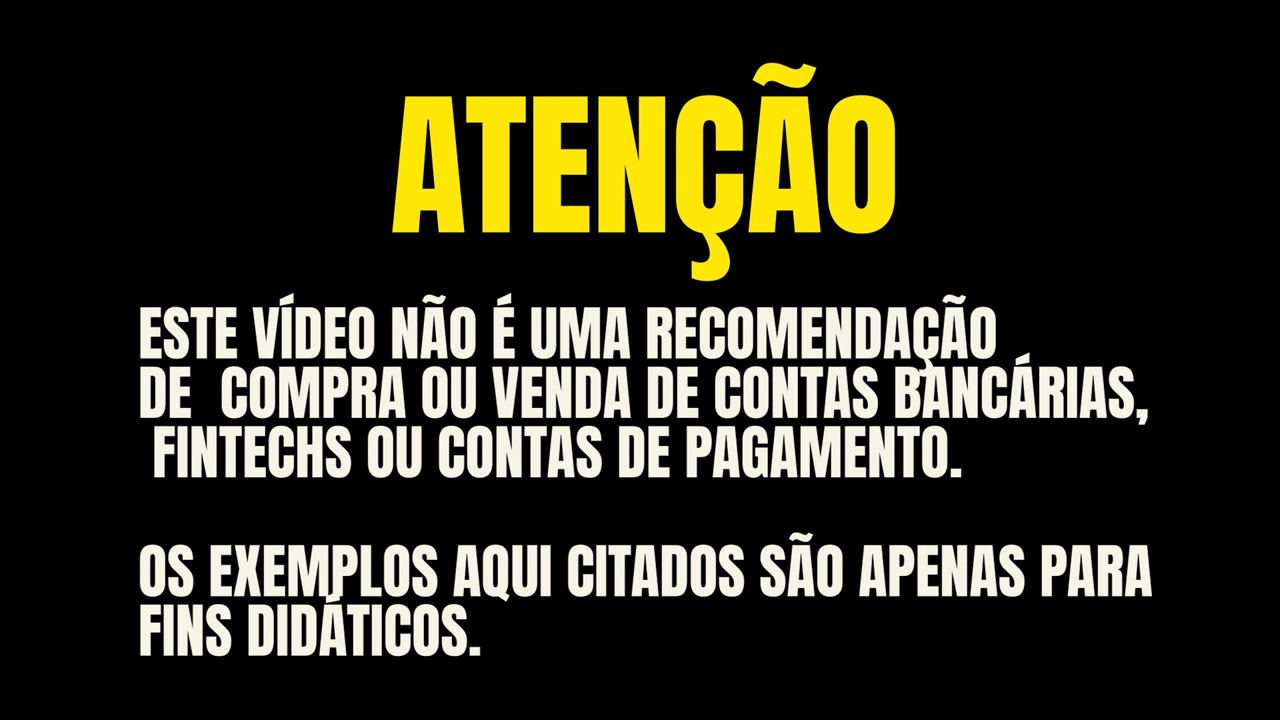 ATENÇÃO
ESTE VÍDEO NÃO É UMA RECOMENDAÇÃO
DE COMPRA OU VENDA DE CONTAS BANCÁRIAS,
FINTECHS OU CONTAS DE PAGAMENTO.
OS EXEMPLOS AQUI CITADOS SÃO APENAS PARA
FINS DIDÁTICOS.